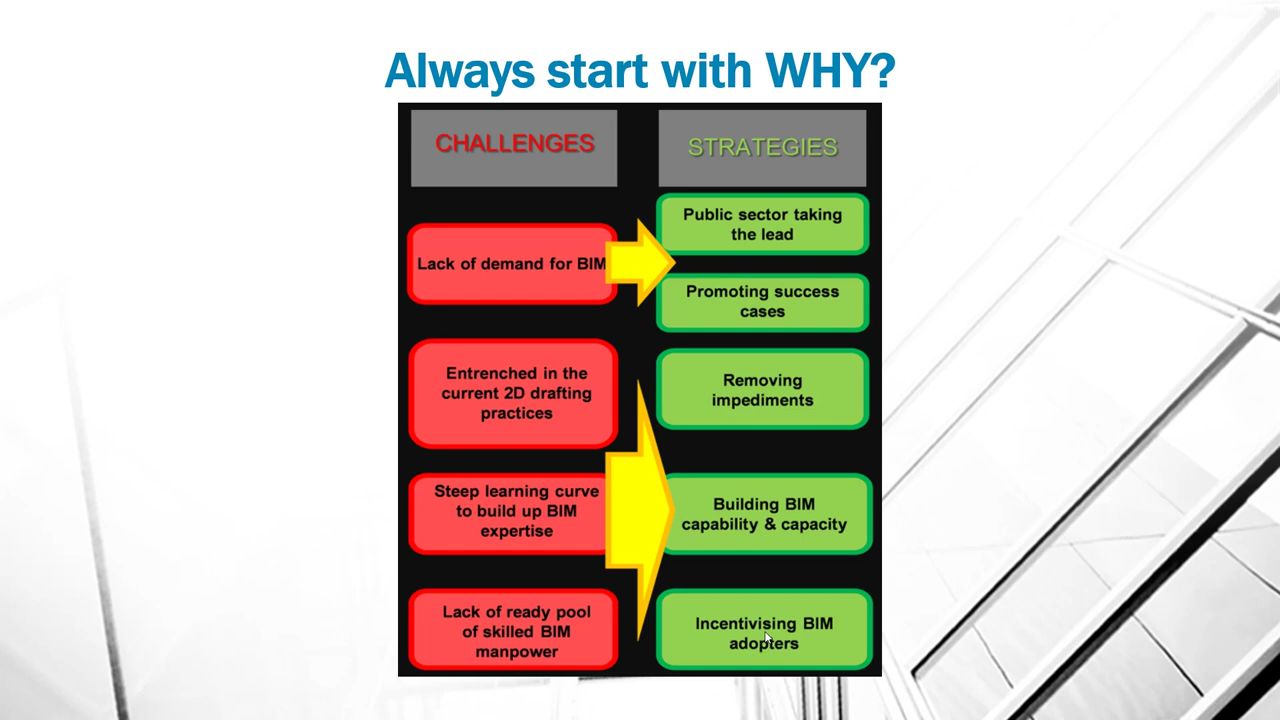 Always start with WHY?
CHALLENGES
STRATEGIES
Lack of demand for BIM
Public sector taking
the lead
Promoting success
cases
Entrenched in the
current 2D drafting
practices
Removing
impediments
Steep learning curve
to build up BIM
expertise
Building BIM
capability & capacity
Lack of ready pool
of skilled BIM
manpower
Incentivising BIM
adopters